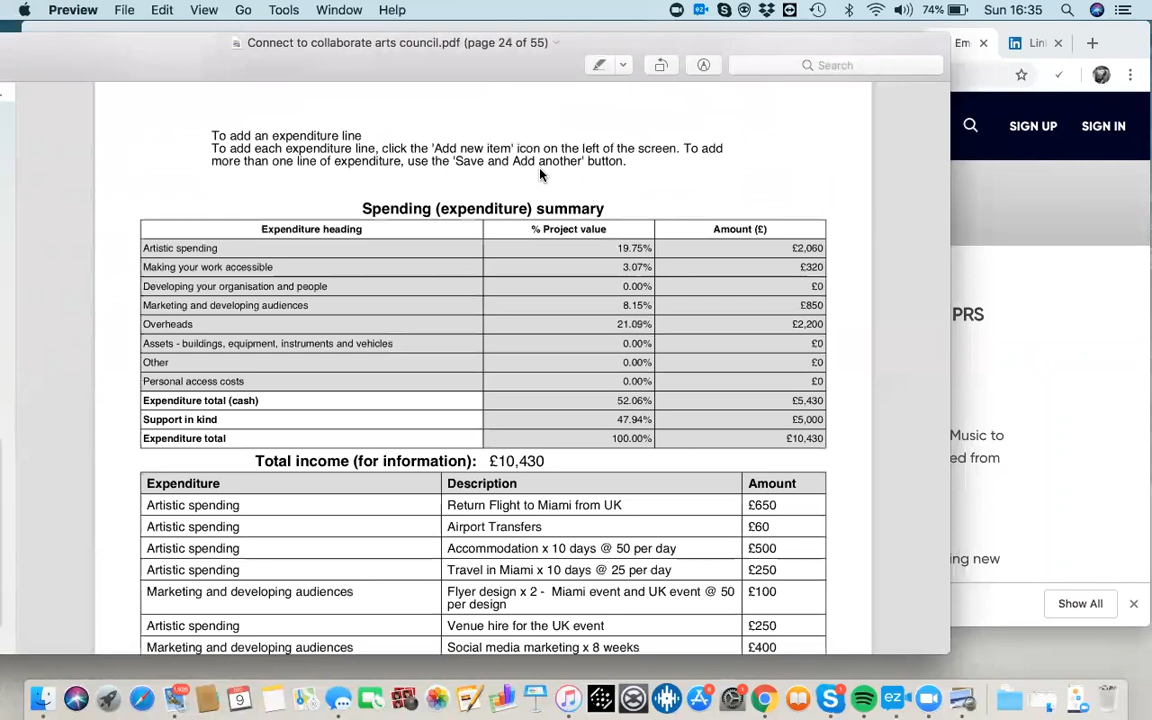 Preview File Edit View Go Tools Window Help 74% Sun 16:35
Connect to collaborate arts council.pdf (page 24 of 55)
Em
Search
SIGN UP SIGN IN
To add an expenditure line
To add each expenditure line, click the 'Add new item' icon on the left of the screen. To add
more than one line of expenditure, use the 'Save and Add another' button.
Spending (expenditure) summary
Expenditure heading % Project value Amount (£)
Artistic spending 19.75% £2,060
Making your work accessible 3.07% £320
Developing your organisation and people 0.00% £0
Marketing and developing audiences 8.15% £850
Overheads 21.09% £2,200
Assets - buildings, equipment, instruments and vehicles 0.00% £0
Other 0.00% £0
Personal access costs 0.00% £0
Expenditure total (cash) 52.06% £5,430
Support in kind 47.94% £5,000
Expenditure total 100.00% £10,430
Total income (for information): £10,430
Expenditure Description Amount
Artistic spending Return Flight to Miami from UK £650
Artistic spending Airport Transfers £60
Artistic spending Accommodation x 10 days @ 50 per day £500
Artistic spending Travel in Miami x 10 days @ 25 per day £250
Marketing and developing audiences Flyer design x 2 - Miami event and UK event @ 50 £100
per design
Artistic spending Venue hire for the UK event £250
Marketing and developing audiences Social media marketing x 8 weeks £400
PRS
Music to
ed from
ing new
Show All